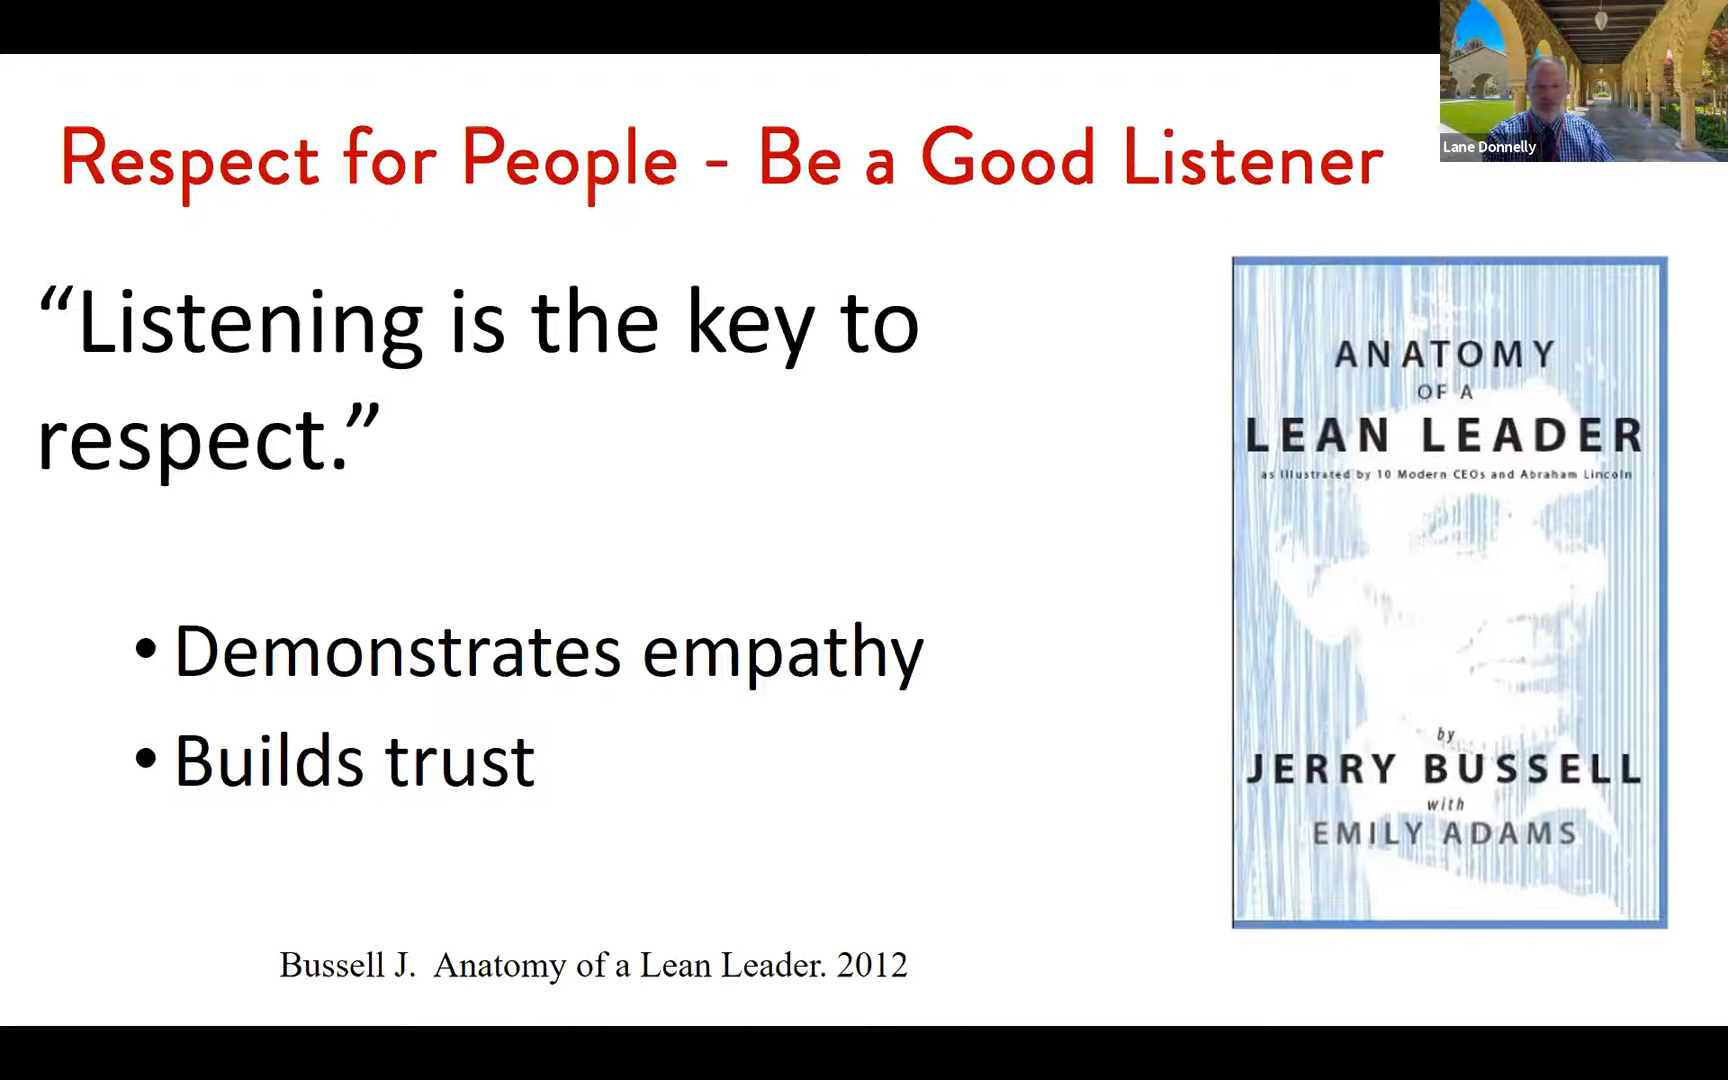 Respect for People - Be a Good Listener
Lane Donnelly
“Listening is the key to
respect.”
• Demonstrates empathy
• Builds trust
Bussell J.  Anatomy of a Lean Leader. 2012
ANATOMY
OF A
LEAN LEADER
as Illustrated by 10 Modern CEOs and Abraham Lincoln
by
JERRY BUSSELL
with
EMILY ADAMS